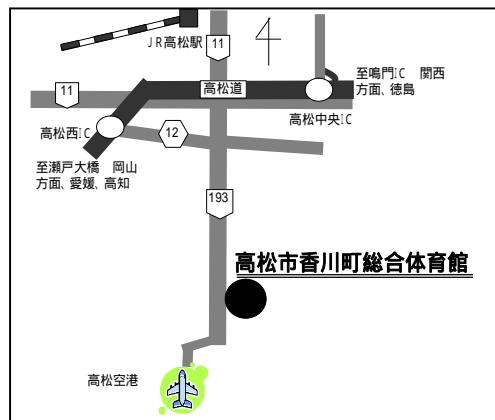 JR高松駅
11
至鳴門IC 関西
方面、徳島
11
高松道
高松中央IC
高松西IC
12
至瀬戸大橋 岡山
方面、愛媛、高知
193
高松市香川町総合体育館
高松空港